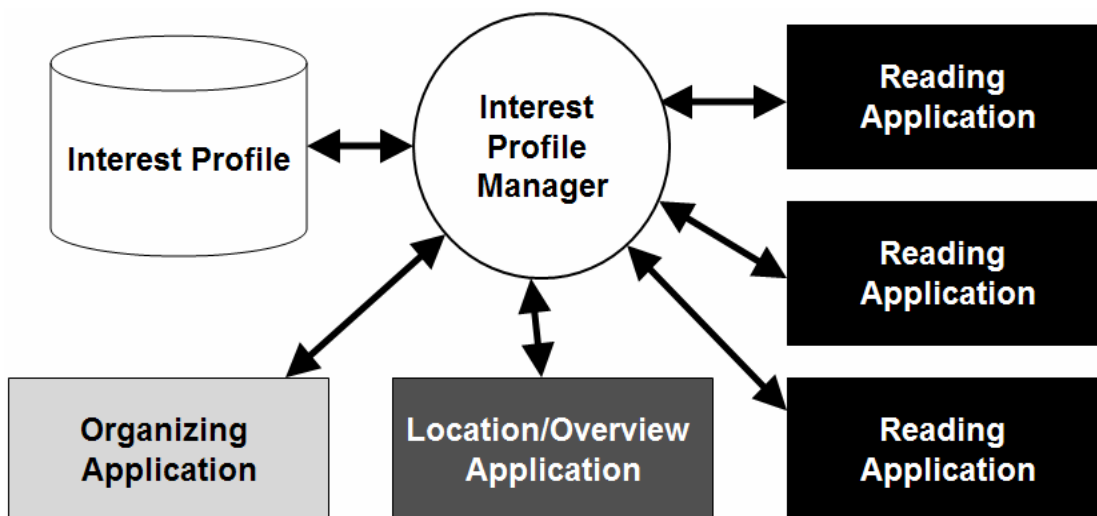 Interest Profile
Interest
Profile
Manager
Reading
Application
Reading
Application
Reading
Application
Organizing
Application
Location/Overview
Application